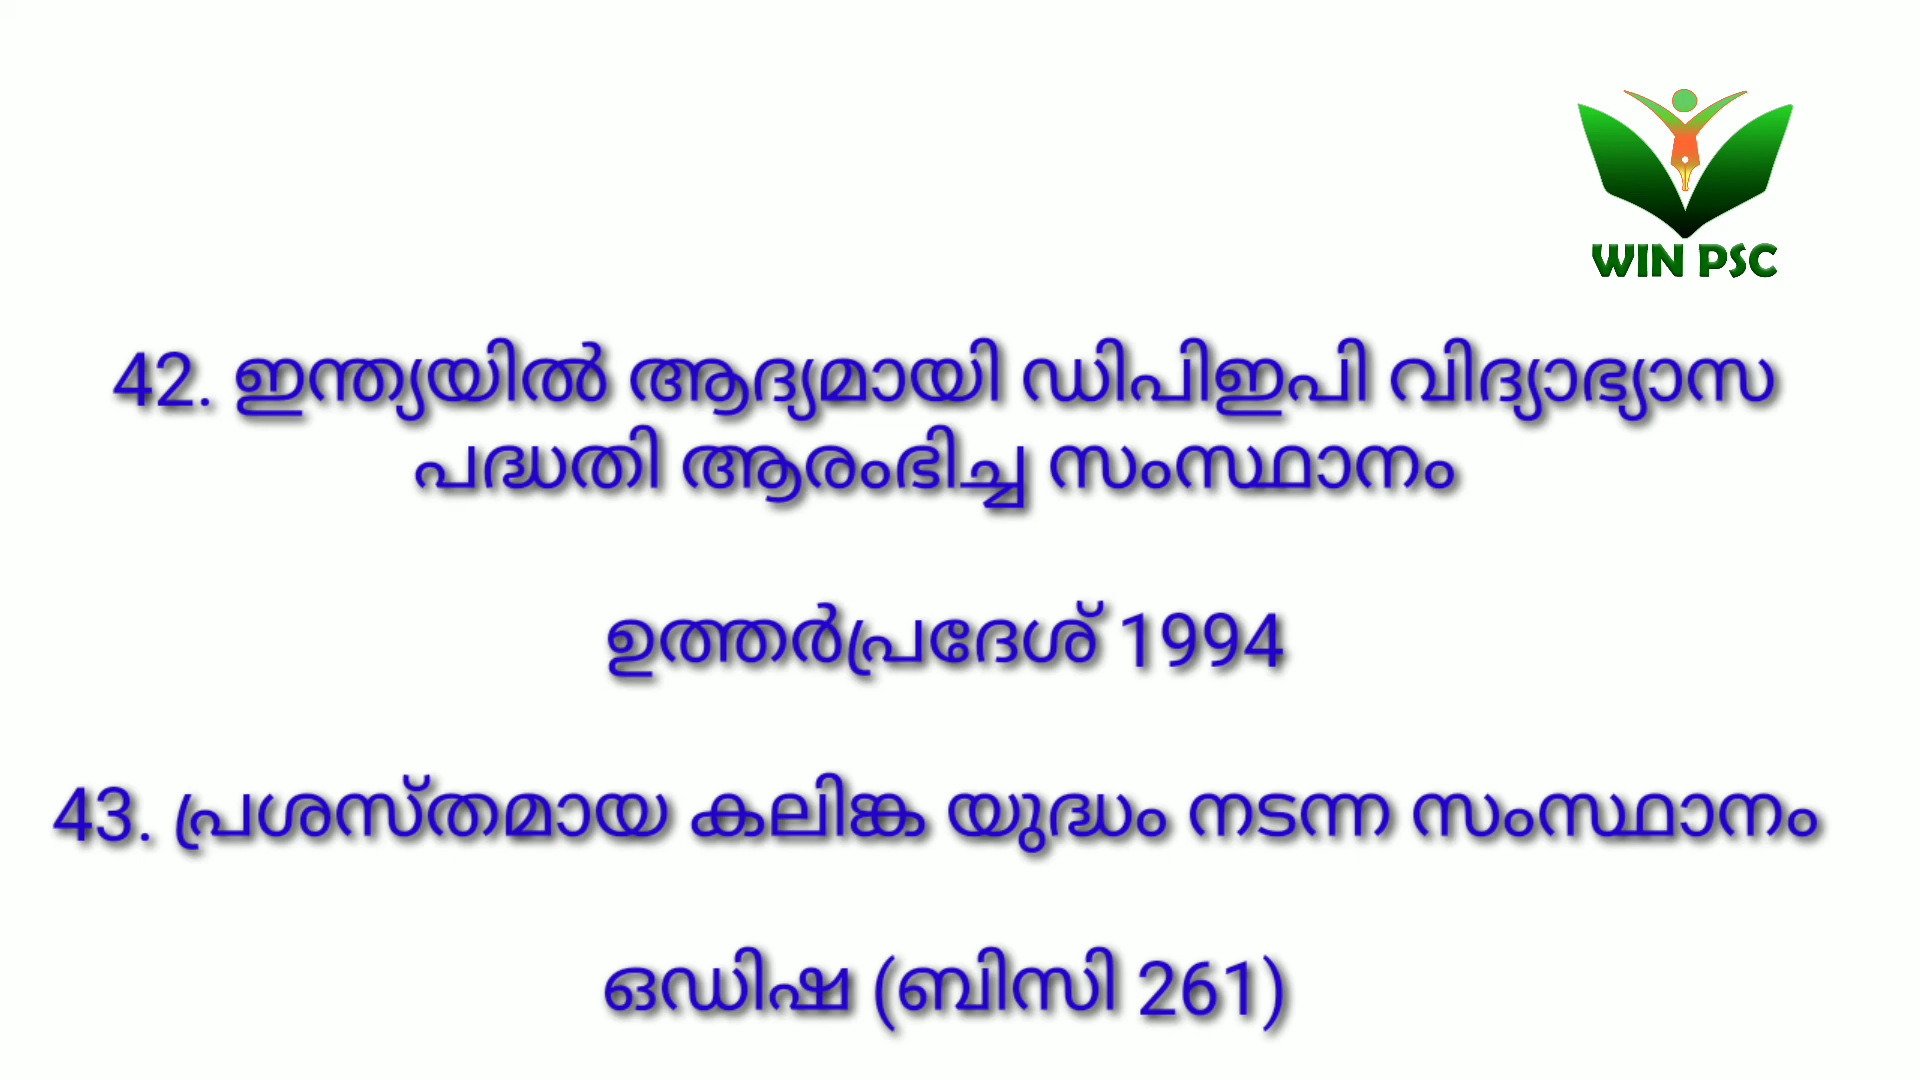 WIN PSC
42. ഇന്ത്യയിൽ ആദ്യമായി ഡിപിഇപി വിദ്യാഭ്യാസ
പദ്ധതി ആരംഭിച്ച സംസ്ഥാനം
ഉത്തർപ്രദേശ് 1994
43. പ്രശസ്തമായ കലിങ്ക യുദ്ധം നടന്ന സംസ്ഥാനം
ഒഡിഷ (ബിസി 261)